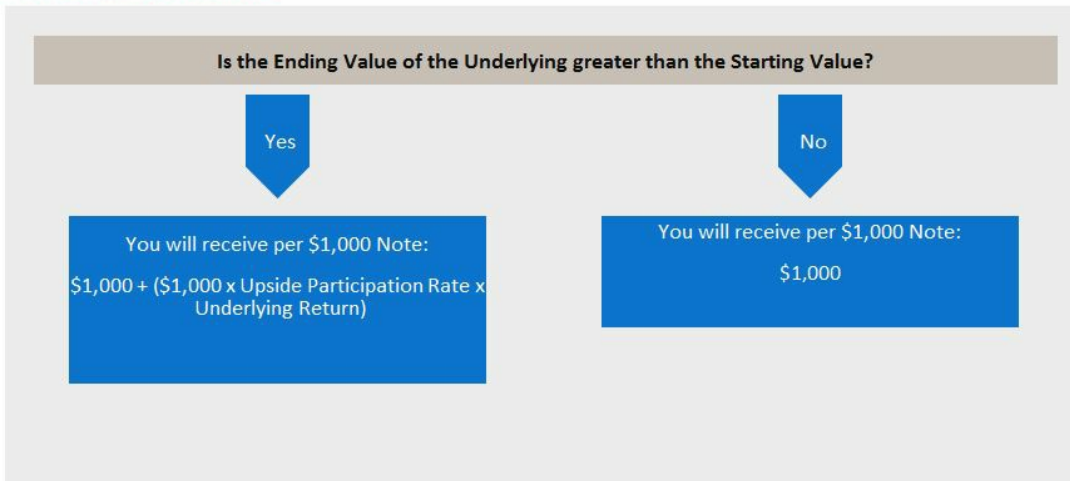 Is the Ending Value of the Underlying greater than the Starting Value?
Yes
No
You will receive per $1,000 Note:
$1,000 + ($1,000 x Upside Participation Rate x
Underlying Return)
You will receive per $1,000 Note:
$1,000